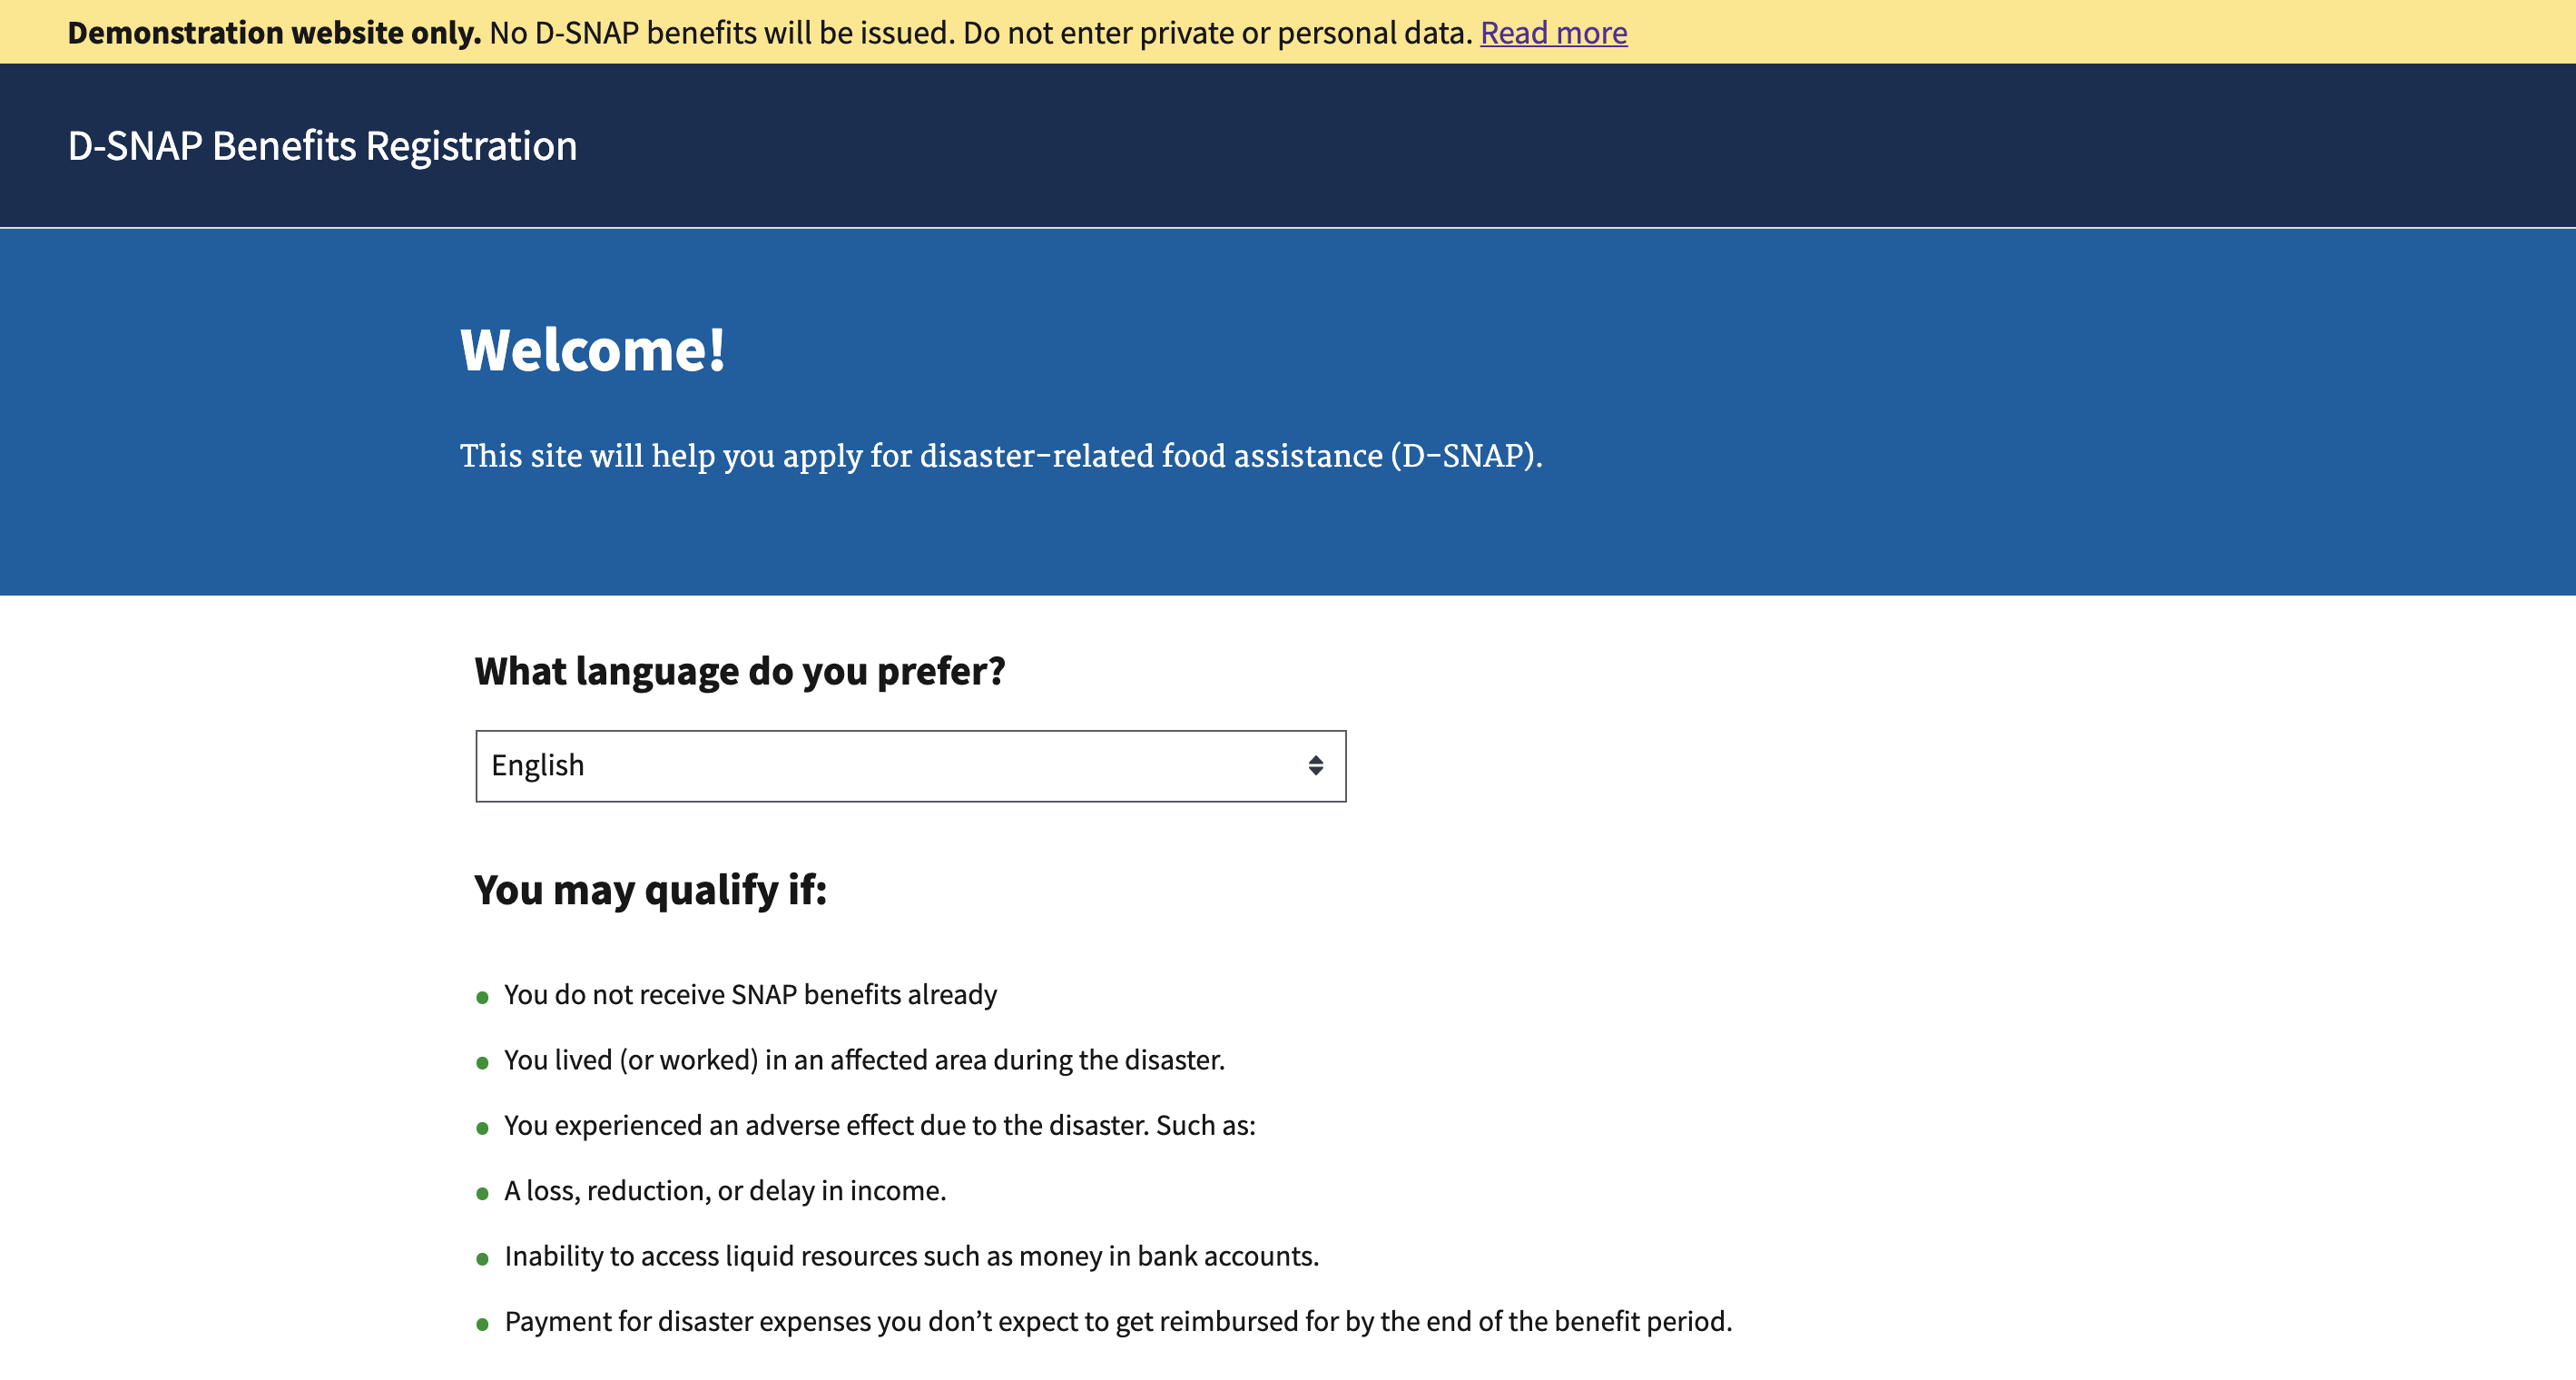 Demonstration website only. No D-SNAP benefits will be issued. Do not enter private or personal data. Read more
D-SNAP Benefits Registration
Welcome!
This site will help you apply for disaster-related food assistance (D-SNAP).
What language do you prefer?
English
You may qualify if:
You do not receive SNAP benefits already
You lived (or worked) in an affected area during the disaster.
You experienced an adverse effect due to the disaster. Such as:
A loss, reduction, or delay in income.
Inability to access liquid resources such as money in bank accounts.
Payment for disaster expenses you don’t expect to get reimbursed for by the end of the benefit period.